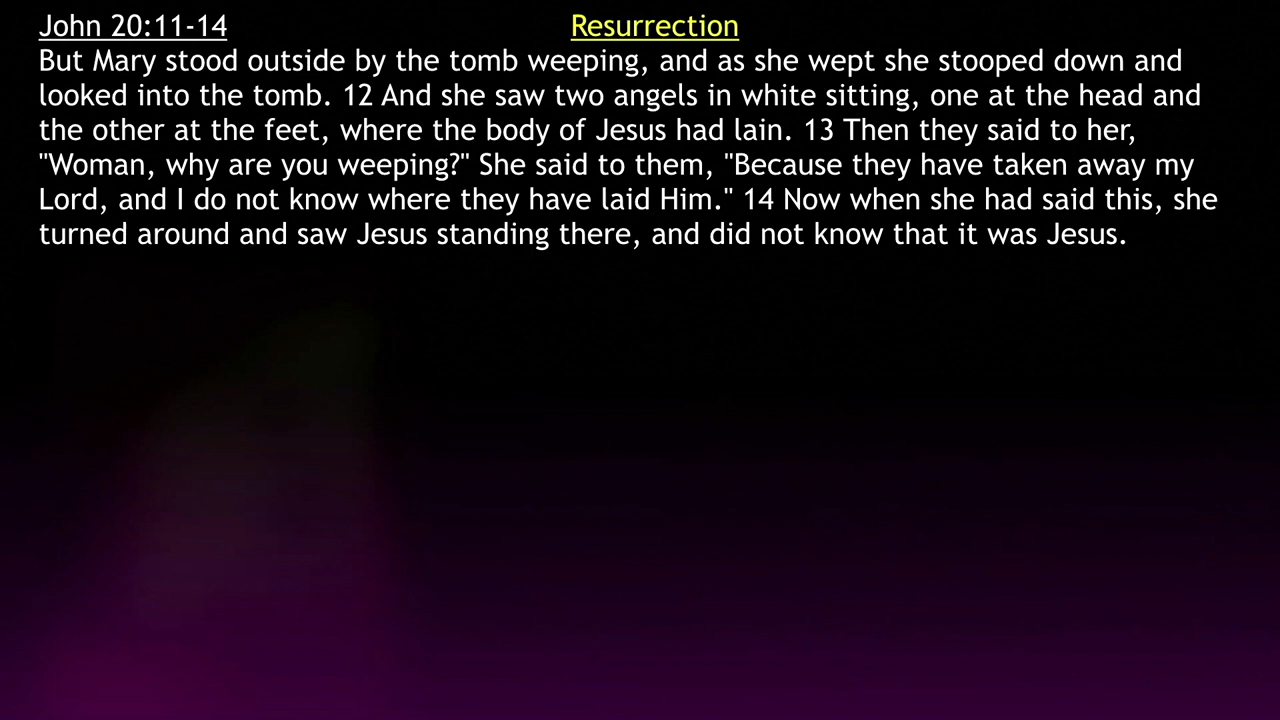 John 20:11-14 Resurrection
But Mary stood outside by the tomb weeping, and as she wept she stooped down and
looked into the tomb. 12 And she saw two angels in white sitting, one at the head and
the other at the feet, where the body of Jesus had lain. 13 Then they said to her,
"Woman, why are you weeping?" She said to them, "Because they have taken away my
Lord, and I do not know where they have laid Him." 14 Now when she had said this, she
turned around and saw Jesus standing there, and did not know that it was Jesus.